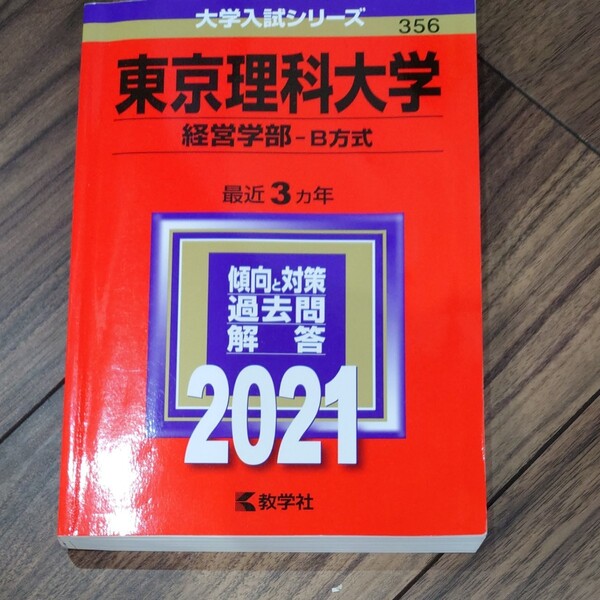 大学入試シリーズ
356
東京理科大学
経営学部-B方式
最近3カ年
傾向と対策
過去問
解答
2021
教学社